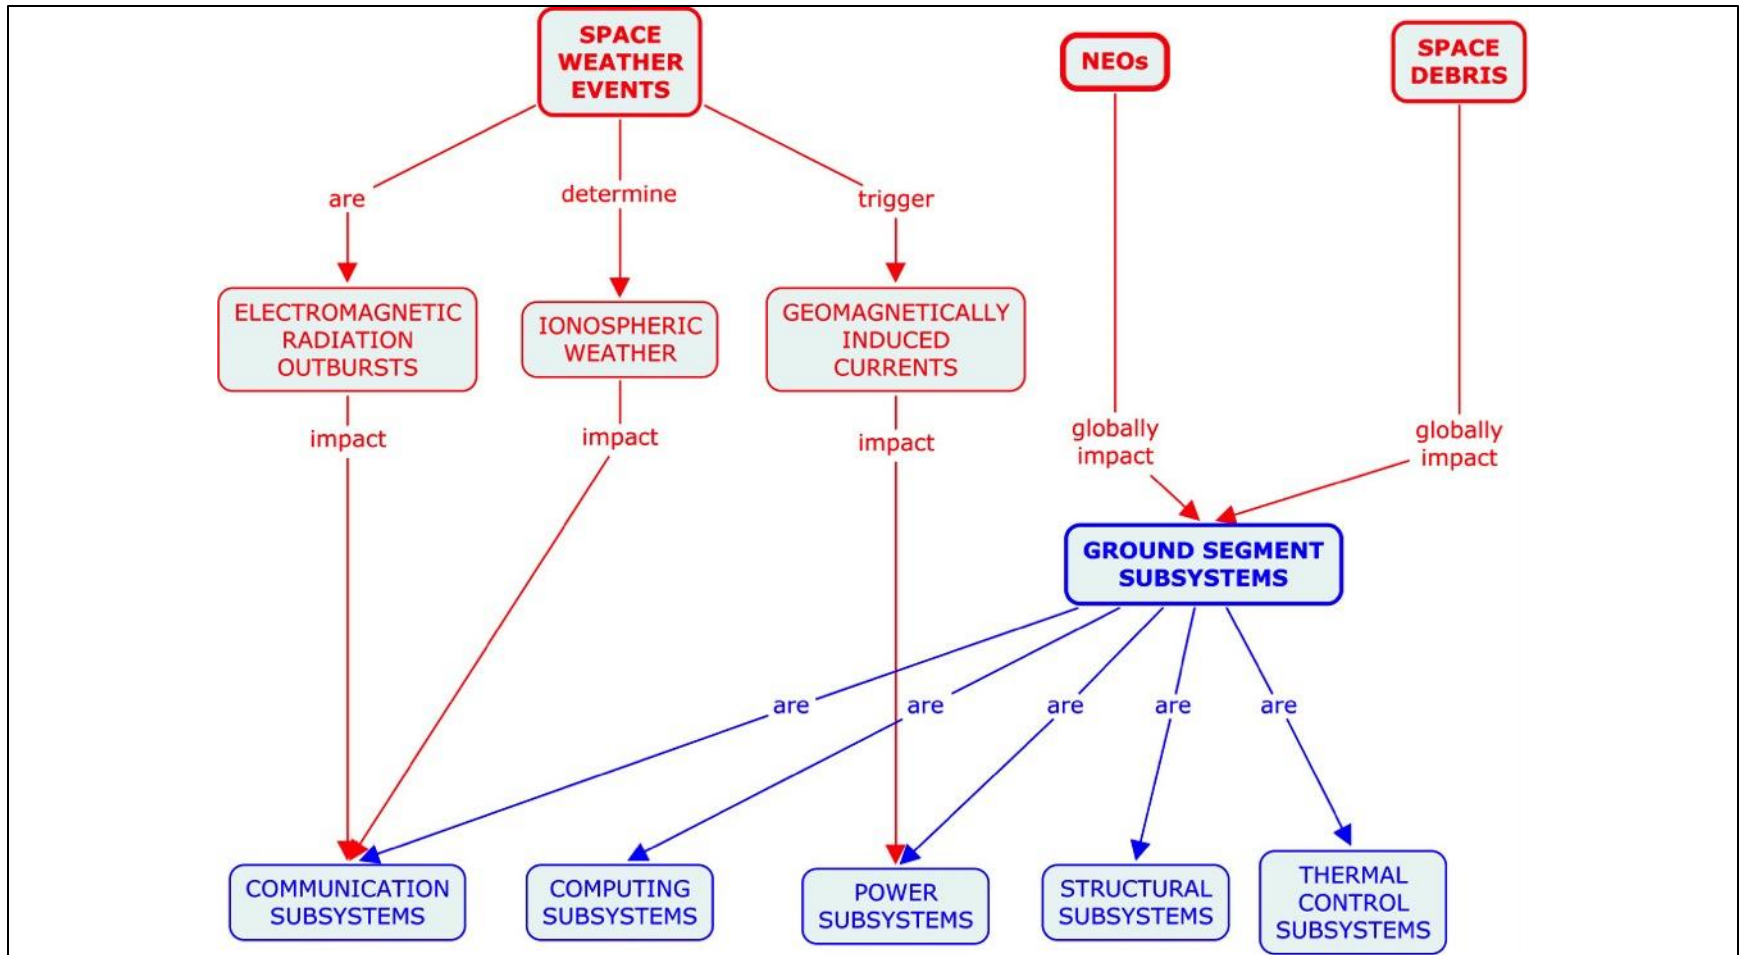 SPACE
WEATHER
EVENTS
NEOs
SPACE
DEBRIS
are
determine
trigger
ELECTROMAGNETIC
RADIATION
OUTBURSTS
IONOSPHERIC
WEATHER
GEOMAGNETICALLY
INDUCED
CURRENTS
impact
impact
impact
globally
impact
globally
impact
GROUND SEGMENT
SUBSYSTEMS
are
are
are
are
are
COMMUNICATION
SUBSYSTEMS
COMPUTING
SUBSYSTEMS
POWER
SUBSYSTEMS
STRUCTURAL
SUBSYSTEMS
THERMAL
CONTROL
SUBSYSTEMS